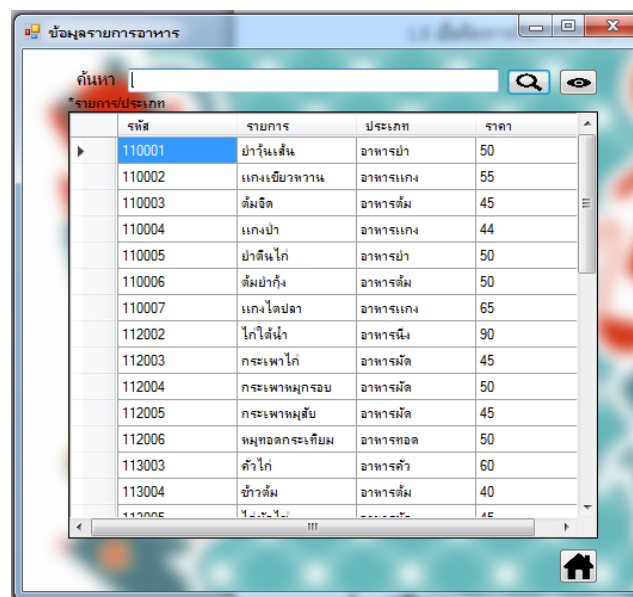 ข้อมูลรายการอาหาร
ค้นหา
*รายการ/ประเภท
รหัส รายการ ประเภท ราคา
110001 ยำวุ้นเส้น อาหารยำ 50
110002 แกงเขียวหวาน อาหารแกง 55
110003 ต้มจืด อาหารต้ม 45
110004 แกงป่า อาหารแกง 44
110005 ยำตีนไก่ อาหารยำ 50
110006 ต้มยำกุ้ง อาหารต้ม 50
110007 แกงไตปลา อาหารแกง 65
112002 ไก่ใต้น้ำ อาหารนึ่ง 90
112003 กระเพาไก่ อาหารผัด 45
112004 กระเพาหมูกรอบ อาหารผัด 50
112005 กระเพาหมูสับ อาหารผัด 45
112006 หมูทอดกระเทียม อาหารทอด 50
113003 คั่วไก่ อาหารคั่ว 60
113004 ข้าวต้ม อาหารต้ม 40